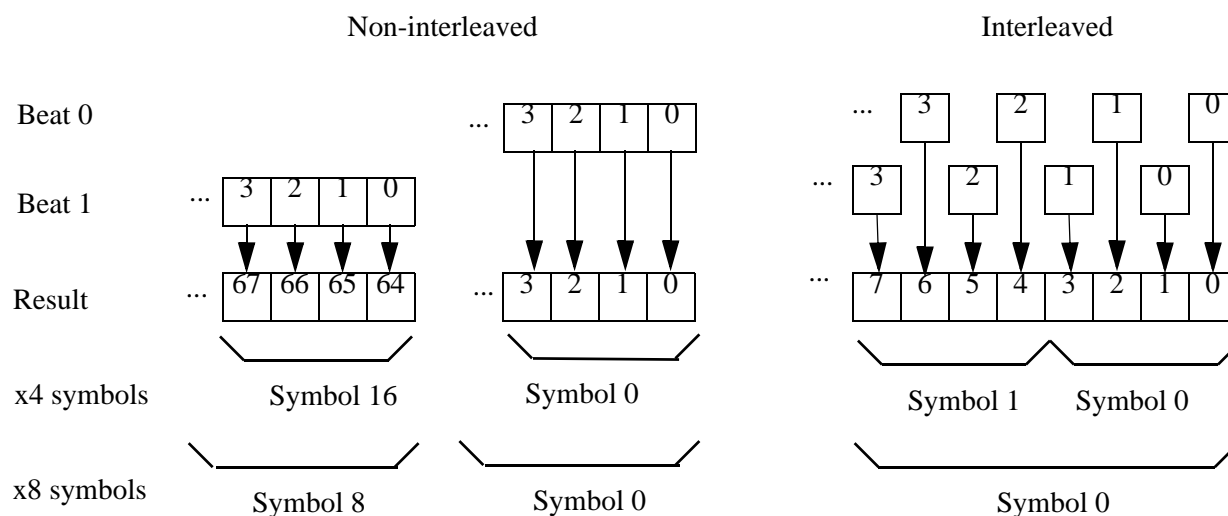 Non-interleaved Interleaved
Beat 0 ... 3 2 1 0 ... 3 2 1 0
Beat 1 ... 3 2 1 0 ... 3 2 1 0
Result ... 67 66 65 64 ... 3 2 1 0 ... 7 6 5 4 3 2 1 0
x4 symbols Symbol 16 Symbol 0 Symbol 1 Symbol 0
x8 symbols Symbol 8 Symbol 0 Symbol 0